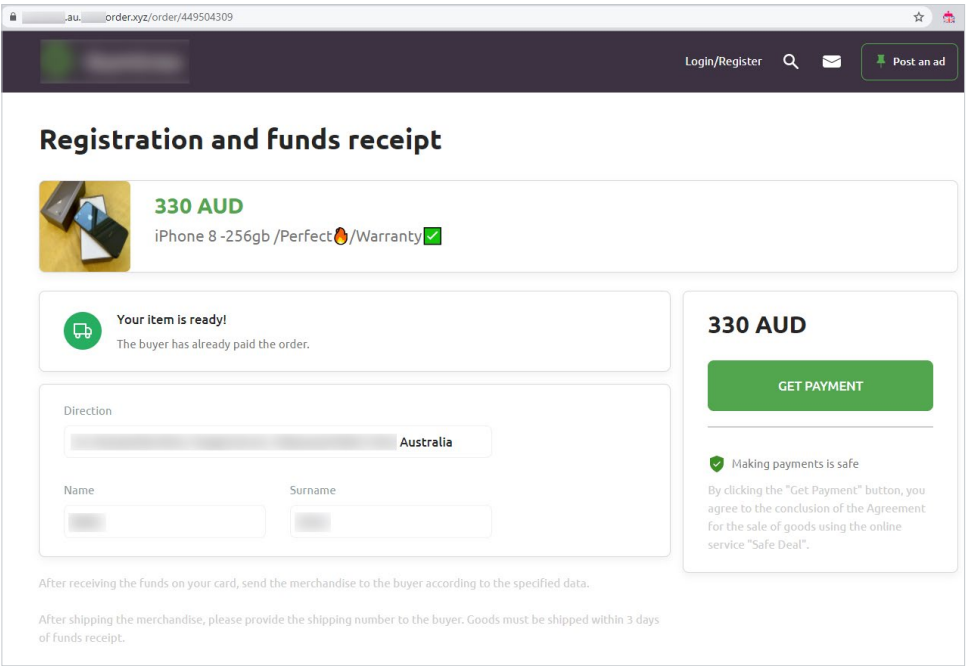 .au. order.xyz/order/449504309
Login/Register
Post an ad
Registration and funds receipt
330 AUD
iPhone 8 -256gb /Perfect🔥/Warranty✅
Your item is ready!
The buyer has already paid the order.
Direction
Australia
Name Surname
330 AUD
GET PAYMENT
Making payments is safe
By clicking the "Get Payment" button, you
agree to the conclusion of the Agreement
for the sale of goods using the online
service "Safe Deal".
After receiving the funds on your card, send the merchandise to the buyer according to the specified data.
After shipping the merchandise, please provide the shipping number to the buyer. Goods must be shipped within 3 days
of funds receipt.